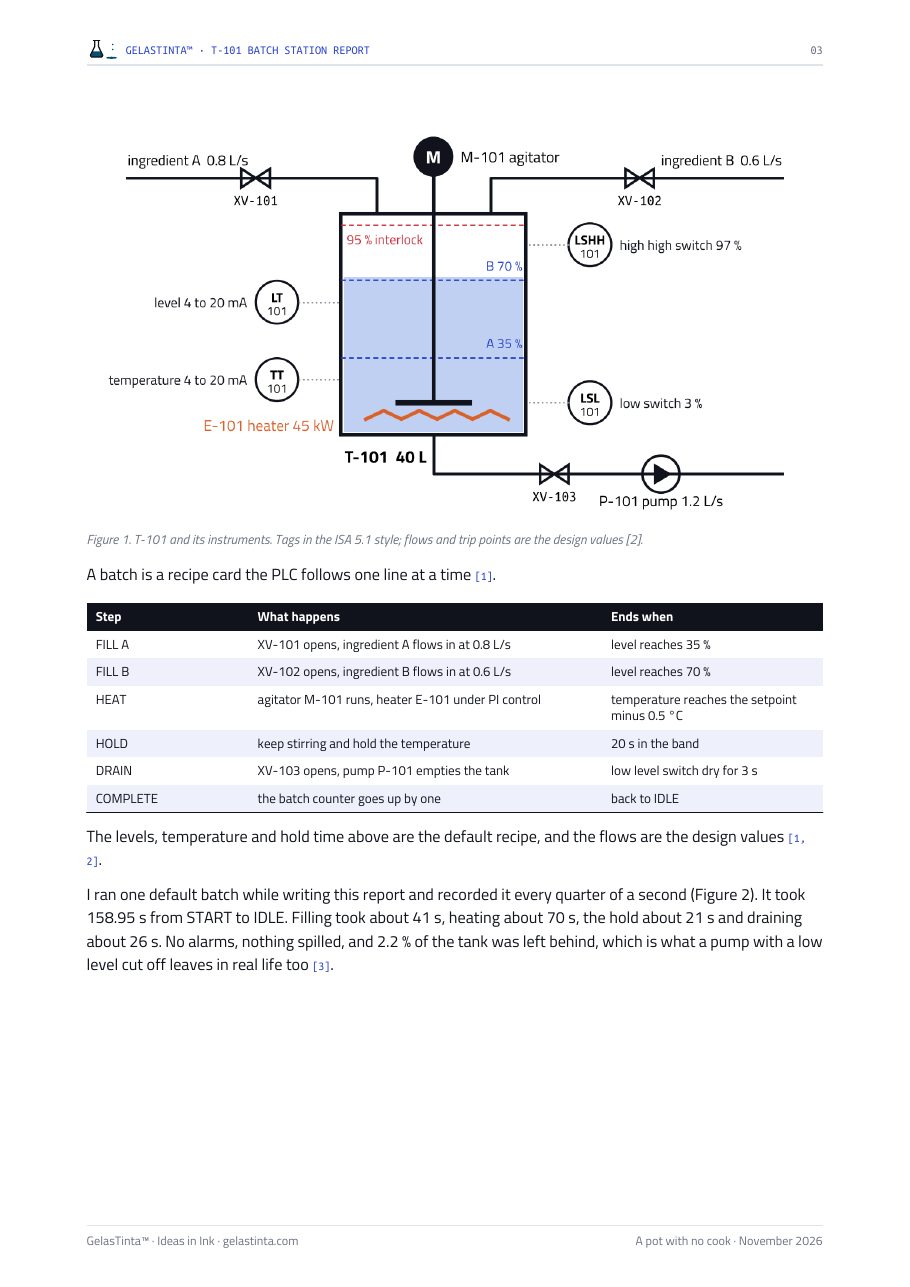 GELASTINTA™ · T-101 BATCH STATION REPORT 03
M
M-101 agitator
ingredient A 0.8 L/s
ingredient B 0.6 L/s
XV-101
XV-102
95 % interlock
LSHH
101
high high switch 97 %
B 70 %
level 4 to 20 mA
LT
101
A 35 %
temperature 4 to 20 mA
TT
101
LSL
101
low switch 3 %
E-101 heater 45 kW
T-101 40 L
XV-103
P-101 pump 1.2 L/s
Figure 1. T-101 and its instruments. Tags in the ISA 5.1 style; flows and trip points are the design values [2].
A batch is a recipe card the PLC follows one line at a time [1].
Step What happens Ends when
FILL A XV-101 opens, ingredient A flows in at 0.8 L/s level reaches 35 %
FILL B XV-102 opens, ingredient B flows in at 0.6 L/s level reaches 70 %
HEAT agitator M-101 runs, heater E-101 under PI control temperature reaches the setpoint
minus 0.5 °C
HOLD keep stirring and hold the temperature 20 s in the band
DRAIN XV-103 opens, pump P-101 empties the tank low level switch dry for 3 s
COMPLETE the batch counter goes up by one back to IDLE
The levels, temperature and hold time above are the default recipe, and the flows are the design values [1,
2].
I ran one default batch while writing this report and recorded it every quarter of a second (Figure 2). It took
158.95 s from START to IDLE. Filling took about 41 s, heating about 70 s, the hold about 21 s and draining
about 26 s. No alarms, nothing spilled, and 2.2 % of the tank was left behind, which is what a pump with a low
level cut off leaves in real life too [3].
GelasTinta™ · Ideas in Ink · gelastinta.com A pot with no cook · November 2026